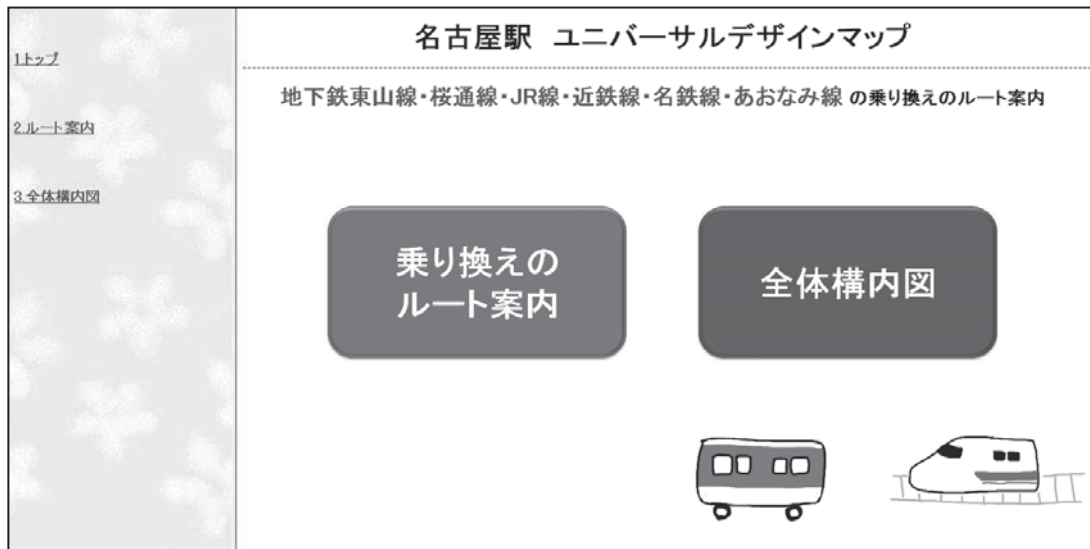 1.トップ
2.ルート案内
3.全体構内図
名古屋駅 ユニバーサルデザインマップ
地下鉄東山線・桜通線・JR線・近鉄線・名鉄線・あおなみ線 の乗り換えのルート案内
乗り換えの
ルート案内
全体構内図